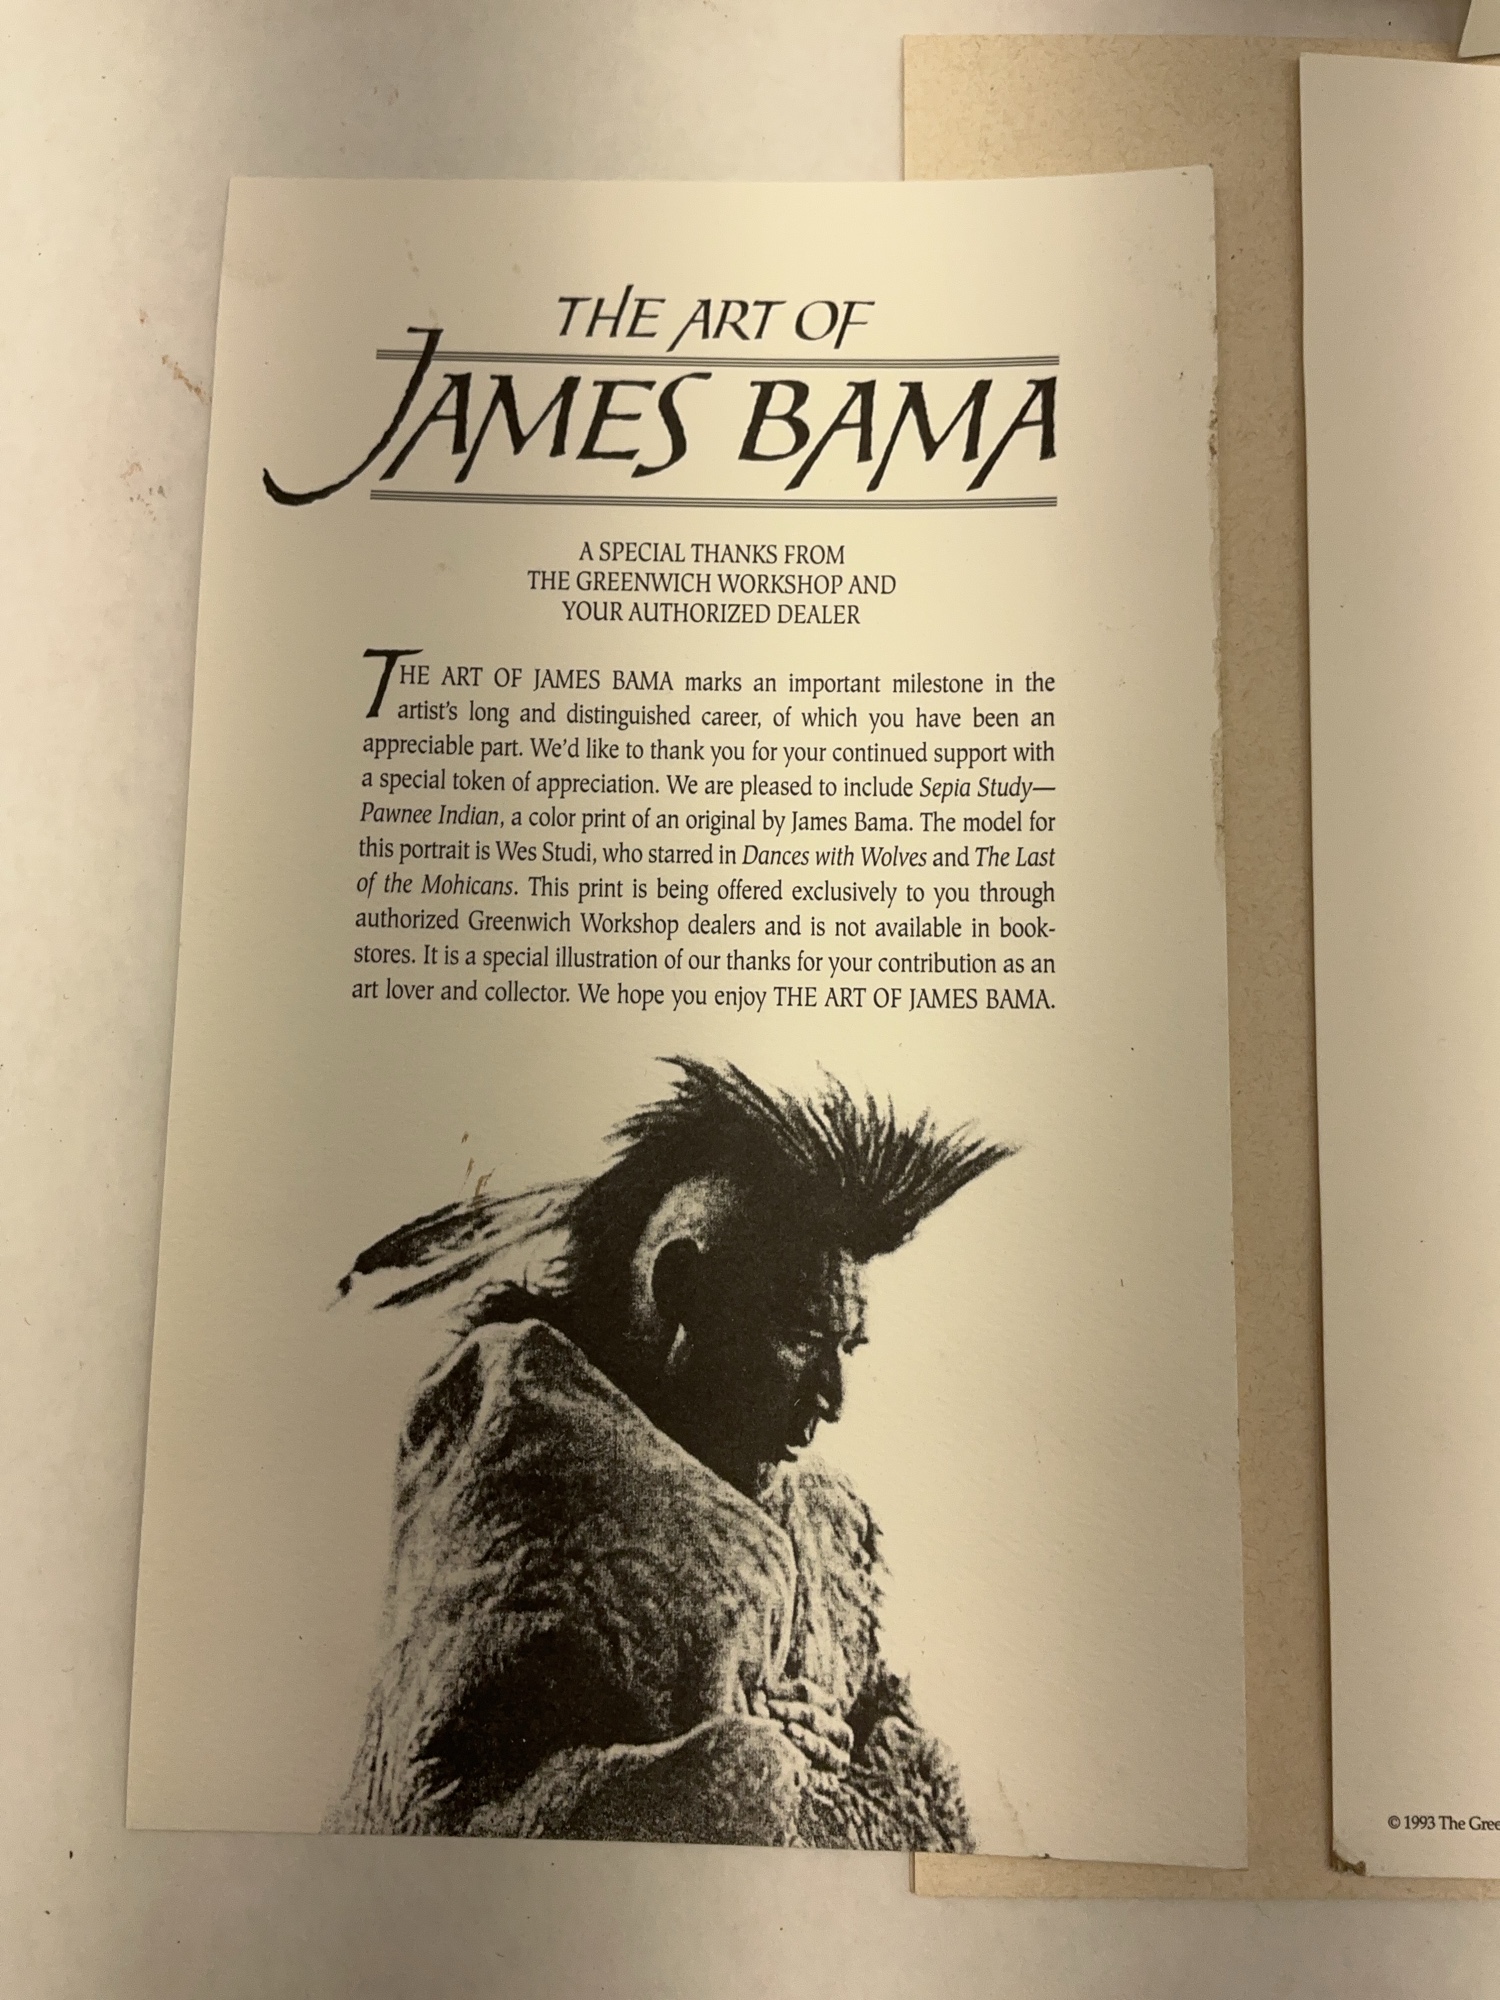 THE ART OF
JAMES BAMA
A SPECIAL THANKS FROM
THE GREENWICH WORKSHOP AND
YOUR AUTHORIZED DEALER
THE ART OF JAMES BAMA marks an important milestone in the
artist's long and distinguished career, of which you have been an
appreciable part. We'd like to thank you for your continued support with
a special token of appreciation. We are pleased to include Sepia Study—
Pawnee Indian, a color print of an original by James Bama. The model for
this portrait is Wes Studi, who starred in Dances with Wolves and The Last
of the Mohicans. This print is being offered exclusively to you through
authorized Greenwich Workshop dealers and is not available in book-
stores. It is a special illustration of our thanks for your contribution as an
art lover and collector. We hope you enjoy THE ART OF JAMES BAMA.
© 1993 The Gree